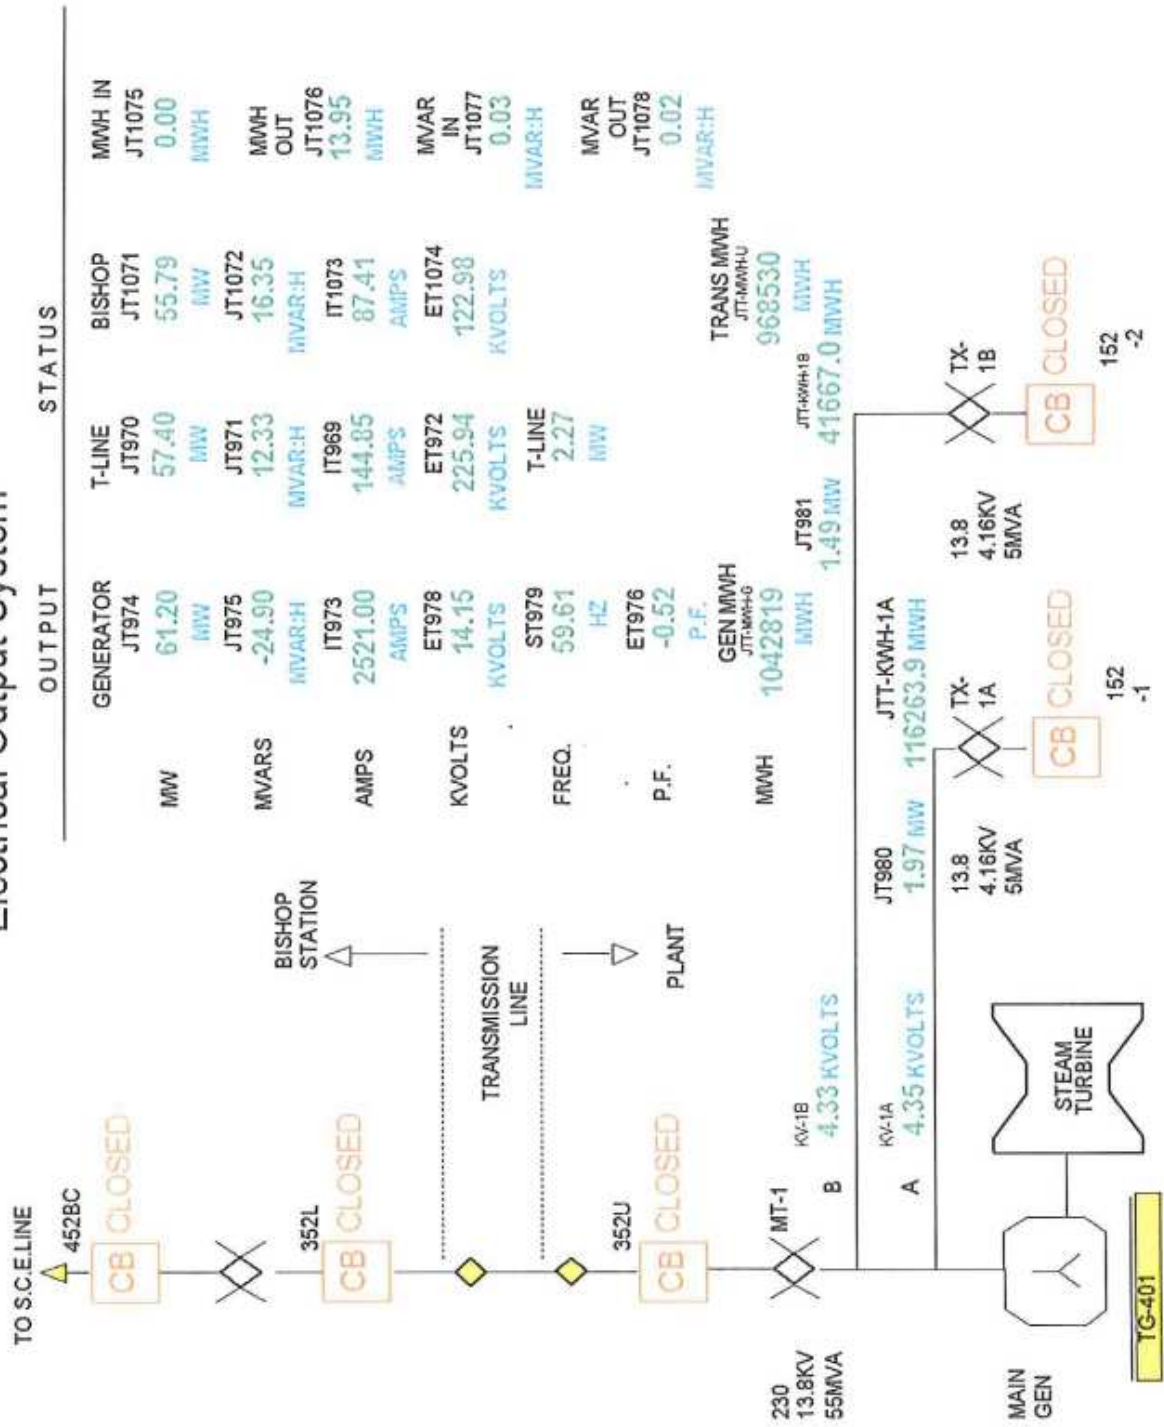 Electrical Output System
OUTPUT STATUS
GENERATOR T-LINE BISHOP MWH IN
JT974 JT970 JT1071 JT1075
MW 61.20 57.40 55.79 0.00
MW MW MW MWH
MVARS JT975 JT971 JT1072 MWH
OUT
-24.90 12.33 16.35 JT1076
MVAR:H MVAR:H MVAR:H 13.95
MWH
AMPS IT973 IT969 IT1073
2521.00 144.85 87.41
AMPS AMPS AMPS
MVAR
IN
JT1077
0.03
MVAR:H
KVOLTS ET978 ET972 ET1074
14.15 225.94 122.98
KVOLTS KVOLTS KVOLTS
FREQ. ST979 T-LINE
59.61 2.27
HZ MW
MVAR
OUT
JT1078
0.02
MVAR:H
P.F. ET976
-0.52
P.F.
MWH GEN MWH TRANS MWH
JTT-MWH-G JTT-MWH-U
1042819 968530
MWH MWH
TO S.C.E.LINE
452BC
CB CLOSED
352L
CB CLOSED
BISHOP
STATION
TRANSMISSION
LINE
PLANT
352U
CB CLOSED
MT-1
230
13.8KV
55MVA
KV-1B JT981 JTT-KWH-1B
B 4.33 KVOLTS 1.49 MW 41667.0 MWH
KV-1A JT980 JTT-KWH-1A
A 4.35 KVOLTS 1.97 MW 116263.9 MWH
13.8
4.16KV
5MVA
TX-
1A
CB CLOSED
152
-1
13.8
4.16KV
5MVA
TX-
1B
CB CLOSED
152
-2
MAIN
GEN
STEAM
TURBINE
TG-401